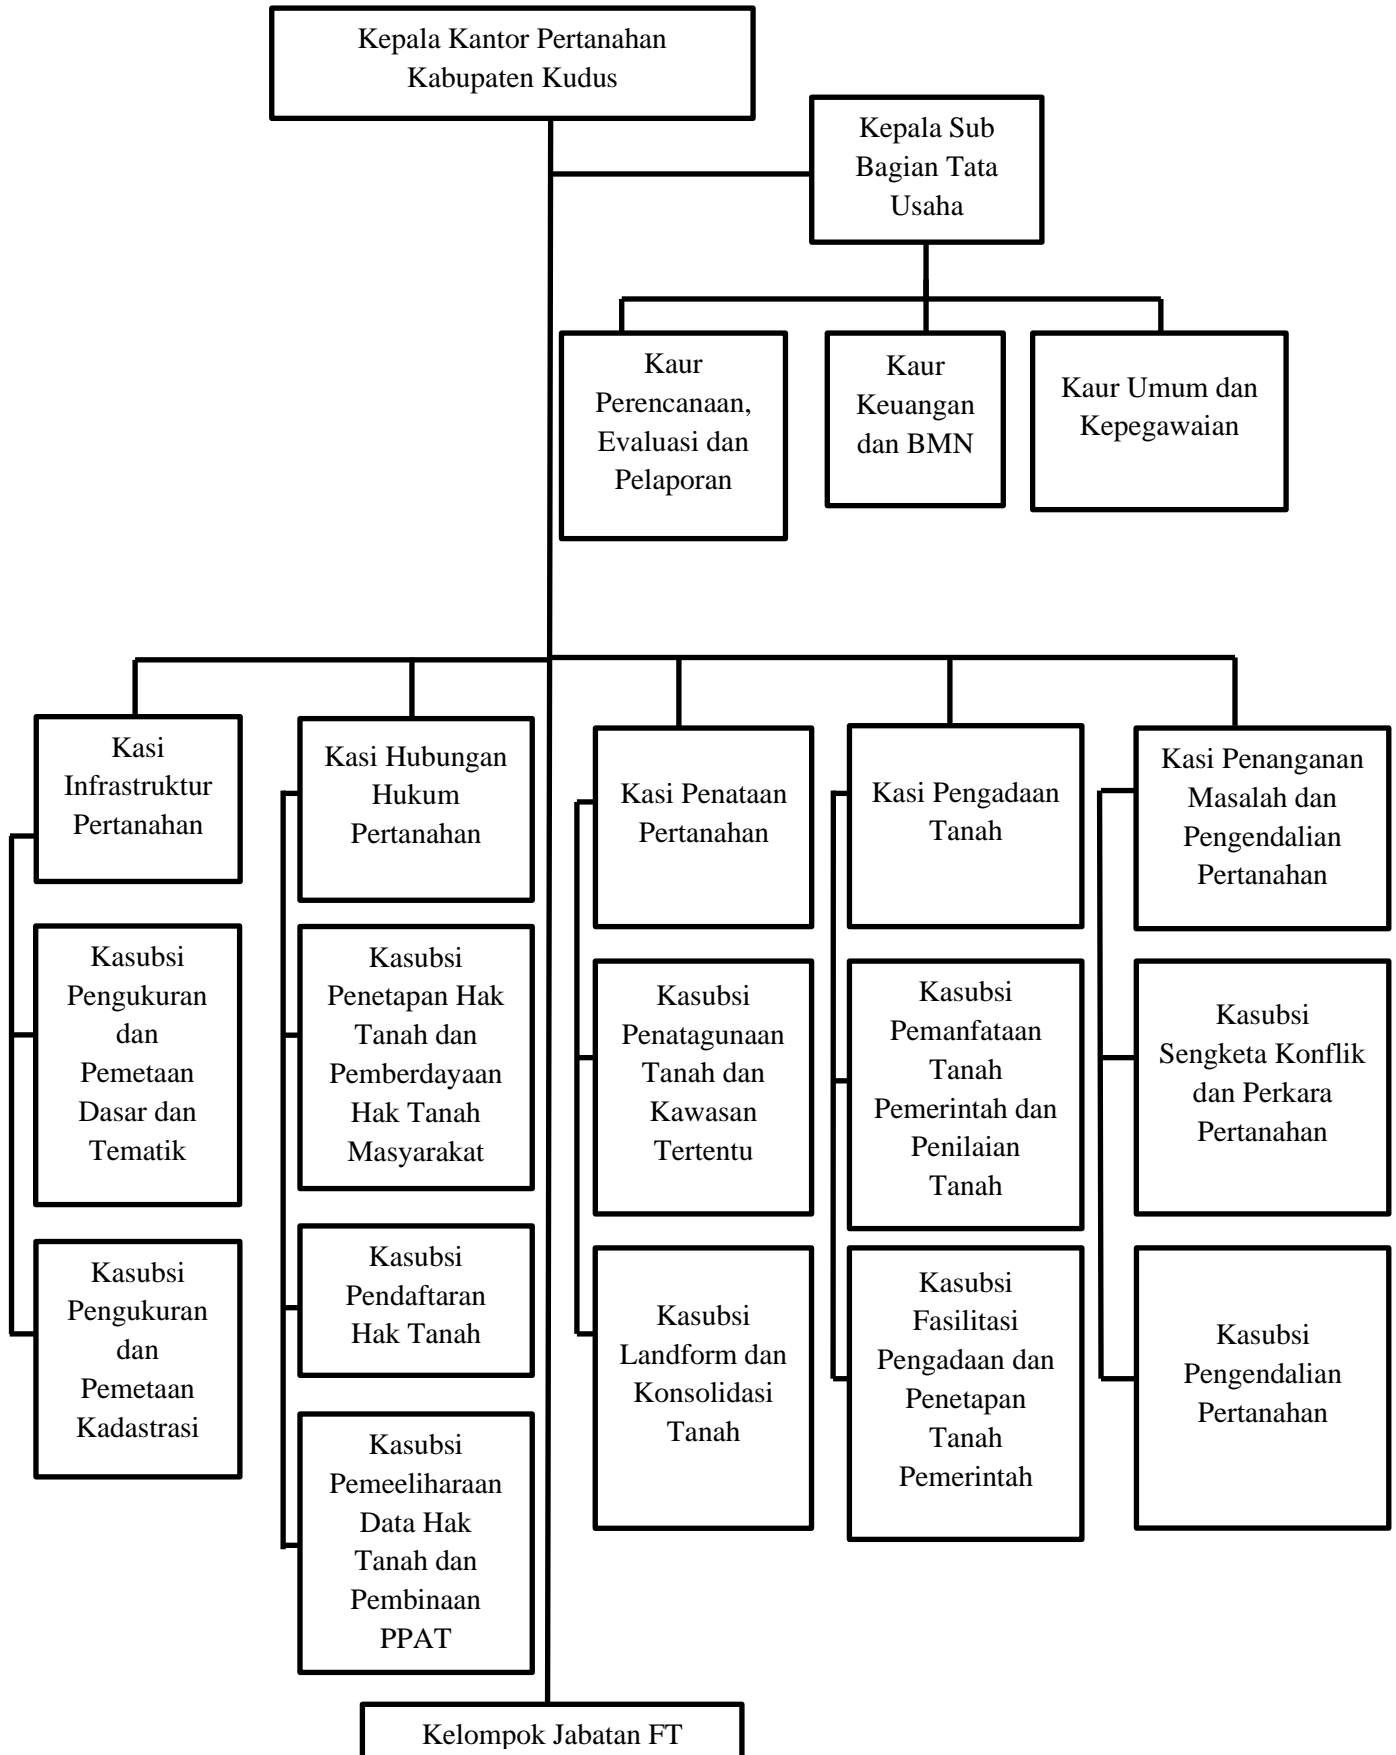 Kepala Kantor Pertanahan
Kabupaten Kudus
Kepala Sub
Bagian Tata
Usaha
Kaur
Perencanaan,
Evaluasi dan
Pelaporan
Kaur
Keuangan
dan BMN
Kaur Umum dan
Kepegawaian
Kasi
Infrastruktur
Pertanahan
Kasi Hubungan
Hukum
Pertanahan
Kasi Penataan
Pertanahan
Kasi Pengadaan
Tanah
Kasi Penanganan
Masalah dan
Pengendalian
Pertanahan
Kasubsi
Pengukuran
dan
Pemetaan
Dasar dan
Tematik
Kasubsi
Penetapan Hak
Tanah dan
Pemberdayaan
Hak Tanah
Masyarakat
Kasubsi
Penatagunaan
Tanah dan
Kawasan
Tertentu
Kasubsi
Pemanfataan
Tanah
Pemerintah dan
Penilaian
Tanah
Kasubsi
Sengketa Konflik
dan Perkara
Pertanahan
Kasubsi
Pengukuran
dan
Pemetaan
Kadastrasi
Kasubsi
Pendaftaran
Hak Tanah
Kasubsi
Landform dan
Konsolidasi
Tanah
Kasubsi
Fasilitasi
Pengadaan dan
Penetapan
Tanah
Pemerintah
Kasubsi
Pengendalian
Pertanahan
Kasubsi
Pemeeliharaan
Data Hak
Tanah dan
Pembinaan
PPAT
Kelompok Jabatan FT